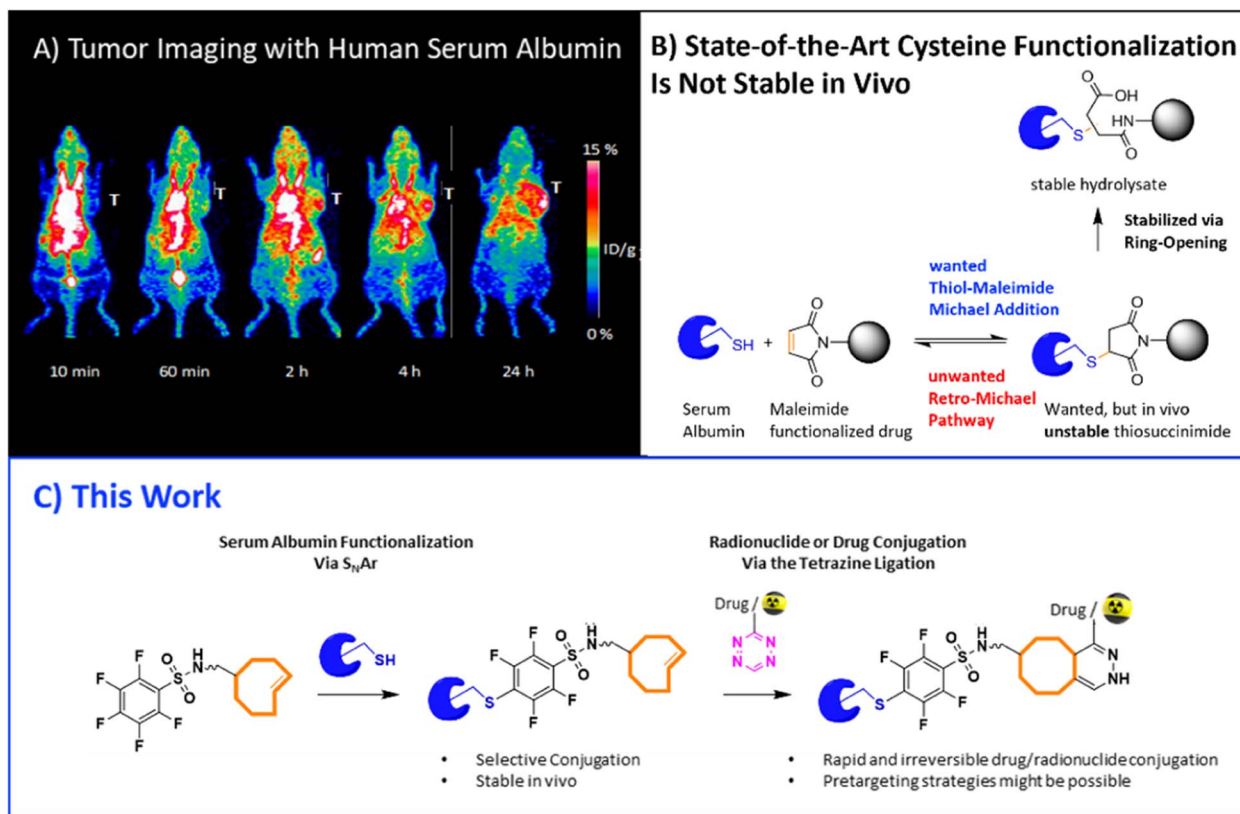 A) Tumor Imaging with Human Serum Albumin
T
T
T
T
T
15 %
ID/g
0 %
10 min
60 min
2 h
4 h
24 h
B) State-of-the-Art Cysteine Functionalization
Is Not Stable in Vivo
O
OH
HN
S
O
stable hydrolysate
Stabilized via
Ring-Opening
wanted
Thiol-Maleimide
Michael Addition
SH
+
O
N
O
O
N
S
O
unwanted
Retro-Michael
Pathway
Serum
Albumin
Maleimide
functionalized drug
Wanted, but in vivo
unstable thiosuccinimide
C) This Work
Serum Albumin Functionalization
Via SNAr
Radionuclide or Drug Conjugation
Via the Tetrazine Ligation
F
F
F
F
F
O
S
O
H
N
SH
F
F
F
F
S
O
S
O
H
N
Drug /
N
N
N
N
F
F
F
F
S
O
S
O
H
N
Drug /
N
NH
• Selective Conjugation
• Stable in vivo
• Rapid and irreversible drug/radionuclide conjugation
• Pretargeting strategies might be possible